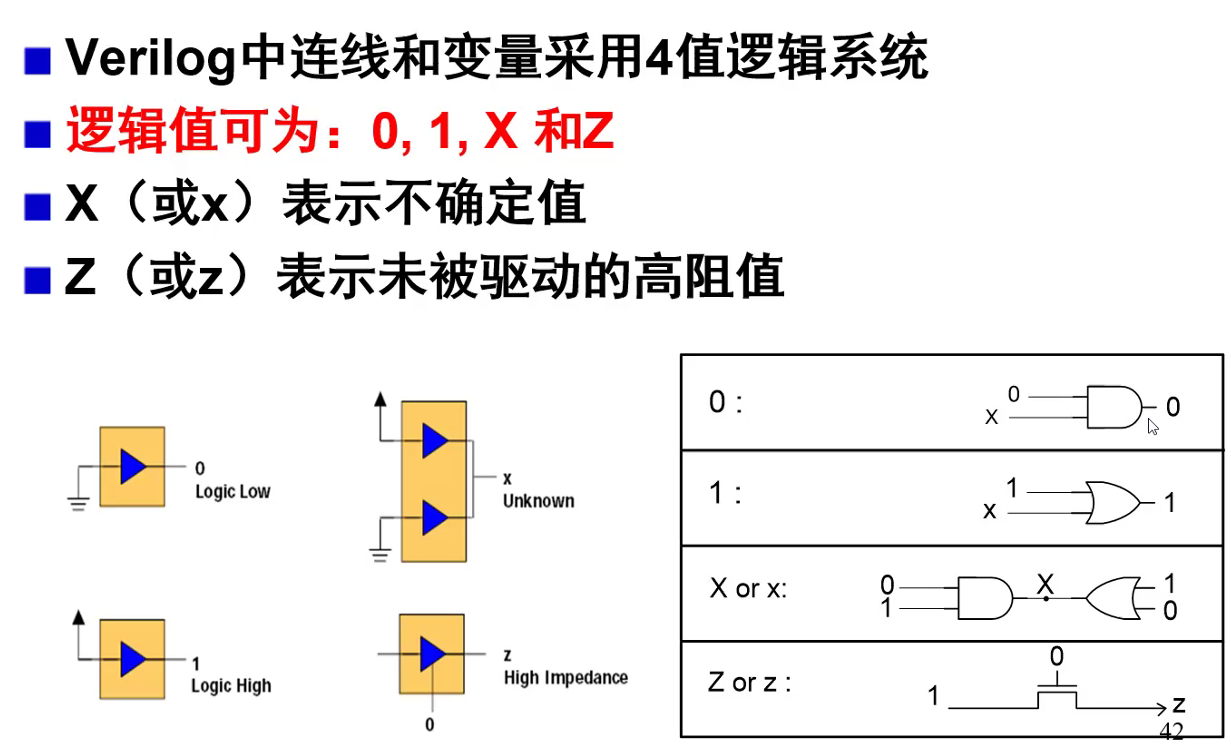 Verilog中连线和变量采用4值逻辑系统
逻辑值可为：0, 1, X 和Z
X（或x）表示不确定值
Z（或z）表示未被驱动的高阻值
0
Logic Low
x
Unknown
1
Logic High
z
High Impedance
0
0 :
0
X
0
1 :
1
x
1
X or x:
0
1
X
1
0
Z or z :
0
1
z
42